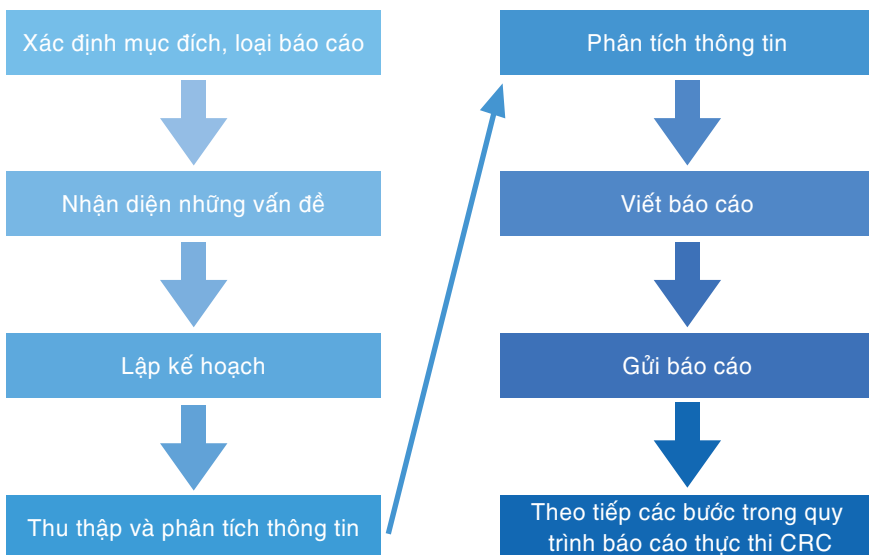 Xác định mục đích, loại báo cáo
Nhận diện những vấn đề
Lập kế hoạch
Thu thập và phân tích thông tin
Phân tích thông tin
Viết báo cáo
Gửi báo cáo
Theo tiếp các bước trong quy
trình báo cáo thực thi CRC